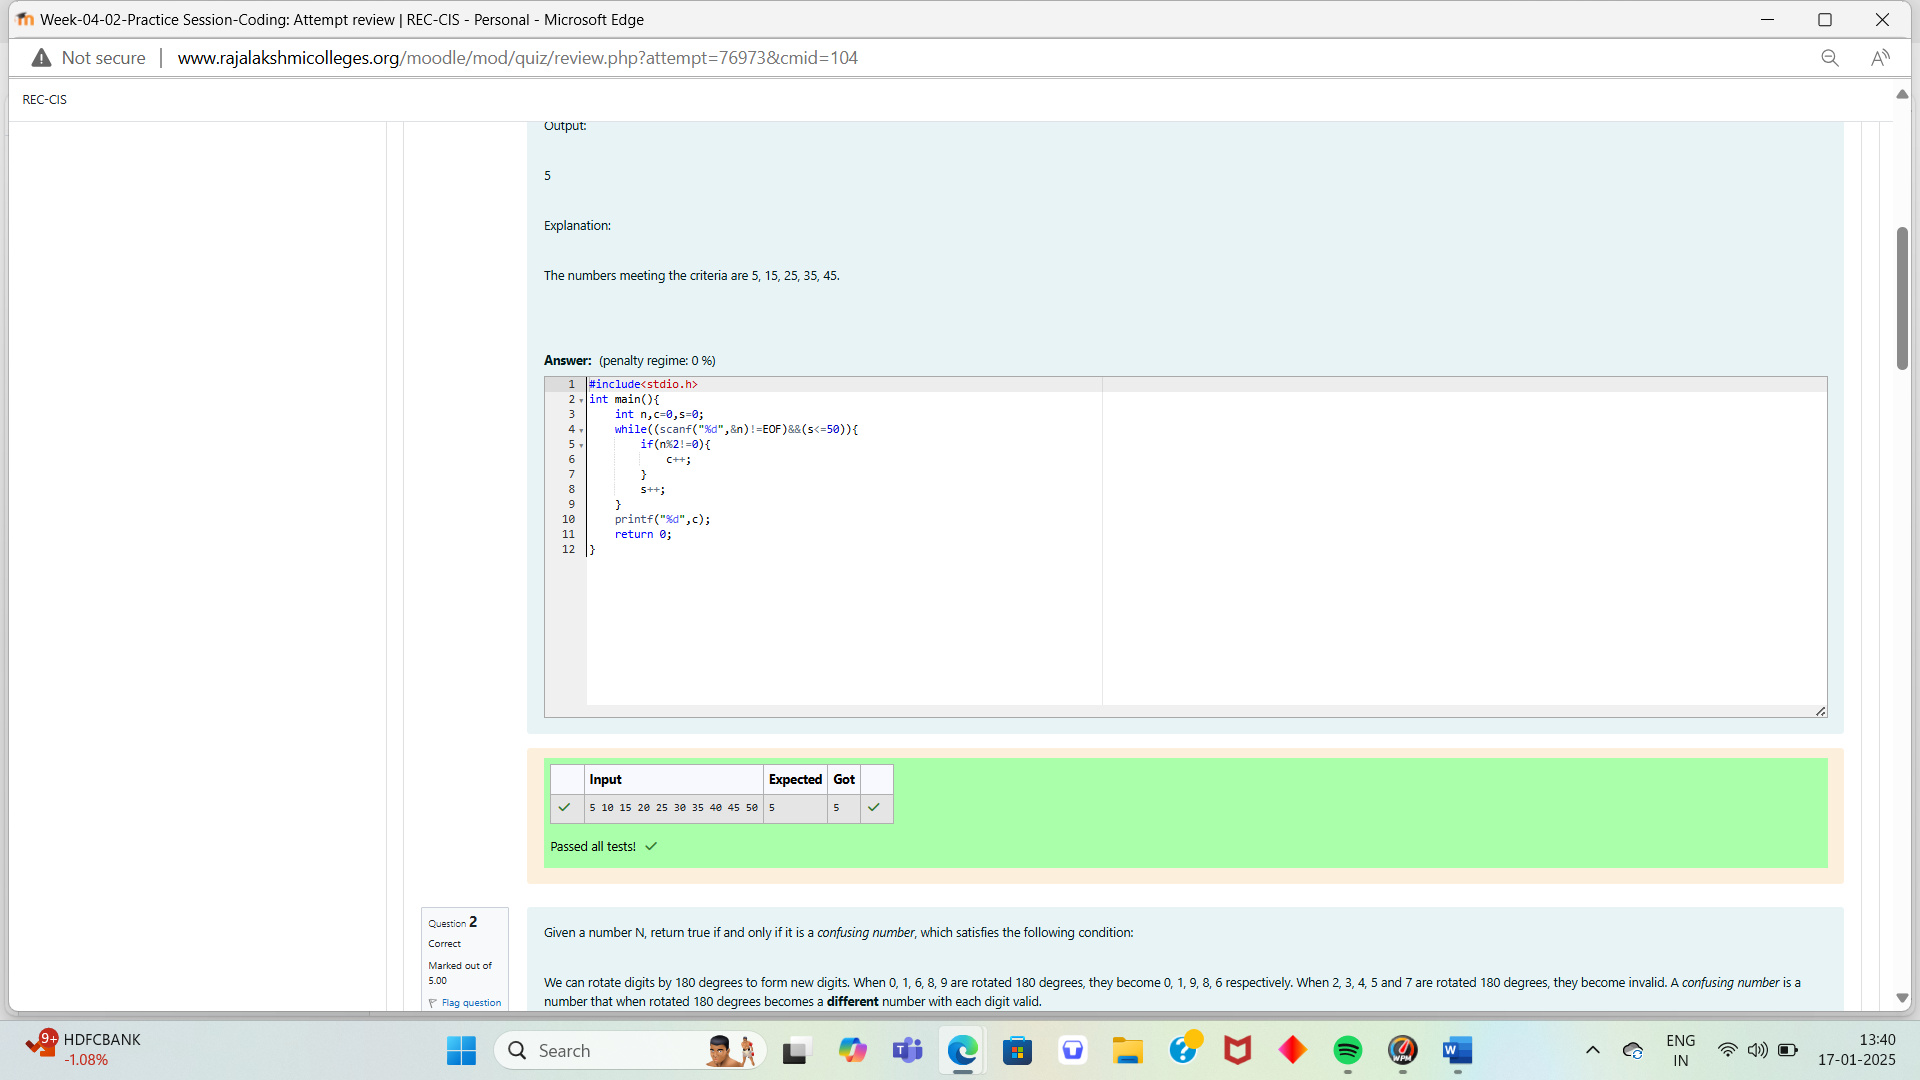 Week-04-02-Practice Session-Coding: Attempt review | REC-CIS - Personal - Microsoft Edge
Not secure
www.rajalakshmicolleges.org/moodle/mod/quiz/review.php?attempt=76973&cmid=104
REC-CIS
Output:
5
Explanation:
The numbers meeting the criteria are 5, 15, 25, 35, 45.
Answer: (penalty regime: 0 %)
1 #include<stdio.h>
2 int main(){
3     int n,c=0,s=0;
4     while((scanf("%d",&n)!=EOF)&&(s<=50)){
5         if(n%2!=0){
6             c++;
7         }
8         s++;
9     }
10     printf("%d",c);
11     return 0;
12 }
Input Expected Got
5 10 15 20 25 30 35 40 45 50 5 5
Passed all tests!
Question 2
Correct
Marked out of
5.00
Flag question
Given a number N, return true if and only if it is a confusing number, which satisfies the following condition:
We can rotate digits by 180 degrees to form new digits. When 0, 1, 6, 8, 9 are rotated 180 degrees, they become 0, 1, 9, 8, 6 respectively. When 2, 3, 4, 5 and 7 are rotated 180 degrees, they become invalid. A confusing number is a
number that when rotated 180 degrees becomes a different number with each digit valid.
9+
HDFCBANK
-1.08%
Search
WPM
ENG
IN
13:40
17-01-2025